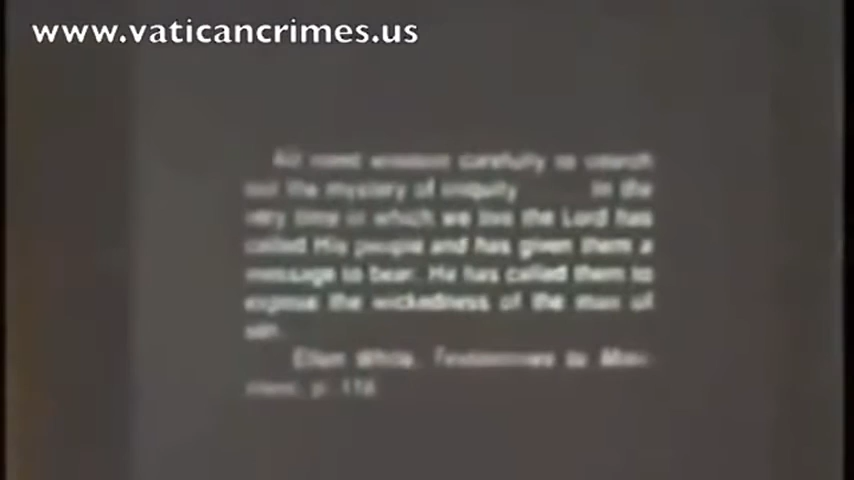 www.vaticancrimes.us
All need wisdom carefully to search
out the mystery of iniquity
in the
very time in which we live the Lord has
called His people and has given them a
message to bear. He has called them to
expose the wickedness of the man of
sin.
Ellen White, Testimonies to Min-
isters, p. 118